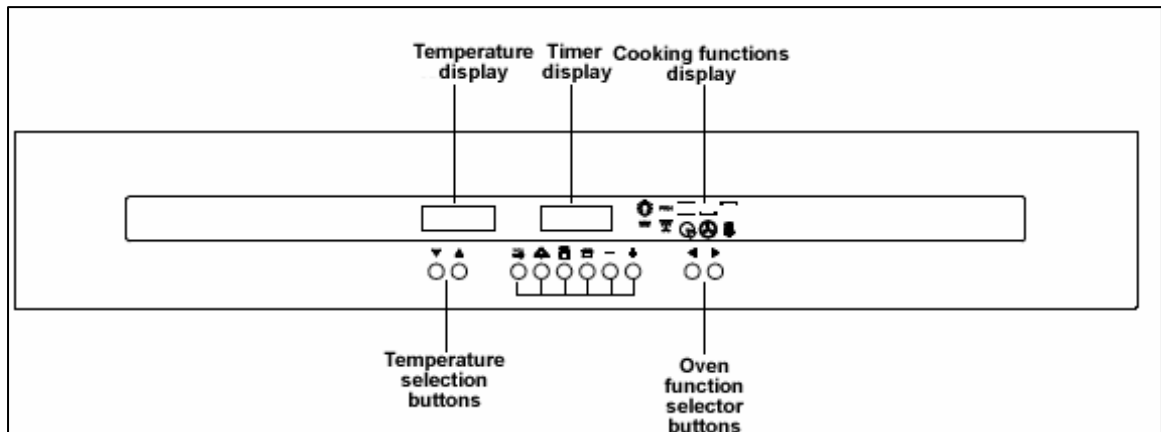 Temperature
display
Timer
display
Cooking functions
display
Temperature
selection
buttons
Oven
function
selector
buttons